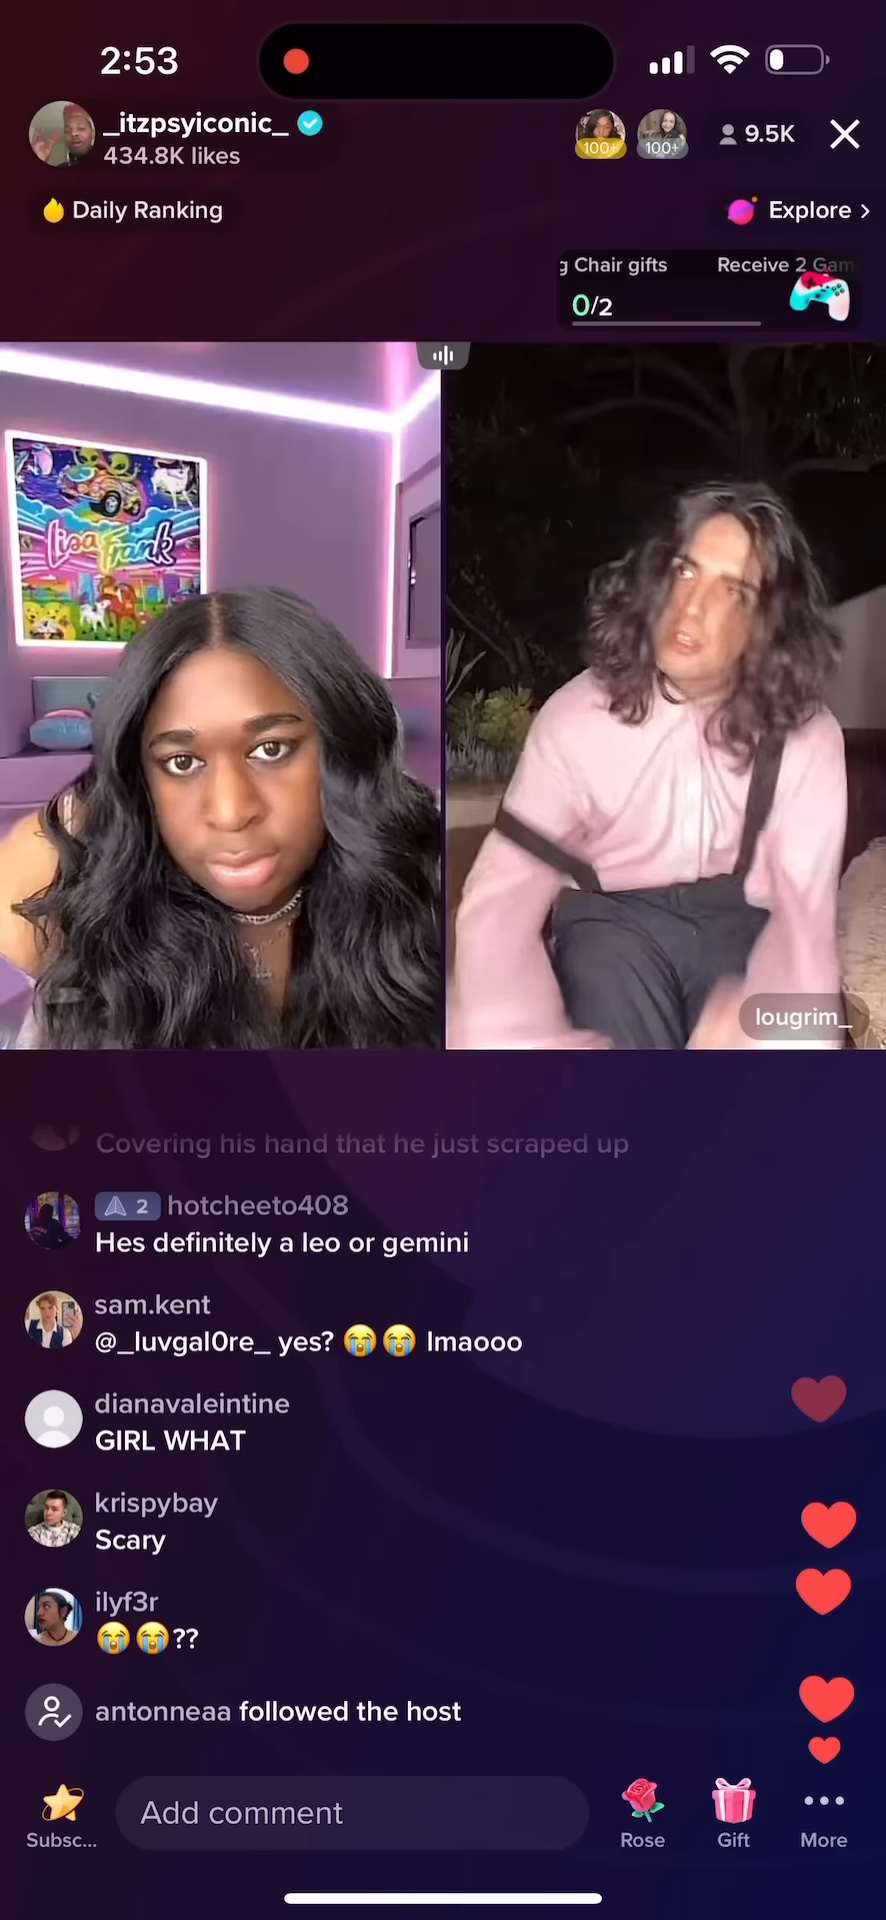 2:53
_itzpsyiconic_
434.8K likes
100+
100+
9.5K
Daily Ranking
Explore >
g Chair gifts Receive 2 Gam
0/2
Lisa Frank
lougrim_
Covering his hand that he just scraped up
2 hotcheeto408
Hes definitely a leo or gemini
sam.kent
@_luvgal0re_ yes? 😭😭 lmaooo
dianavaleintine
GIRL WHAT
krispybay
Scary
ilyf3r
😭😭??
antonneaa followed the host
Subsc...
Add comment
Rose
Gift
More